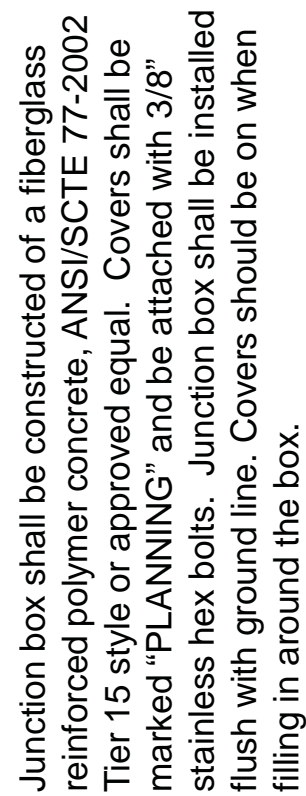 Junction box shall be constructed of a fiberglass
reinforced polymer concrete, ANSI/SCTE 77-2002
Tier 15 style or approved equal.  Covers shall be
marked “PLANNING” and be attached with 3/8”
stainless hex bolts.  Junction box shall be installed
flush with ground line. Covers should be on when
filling in around the box.